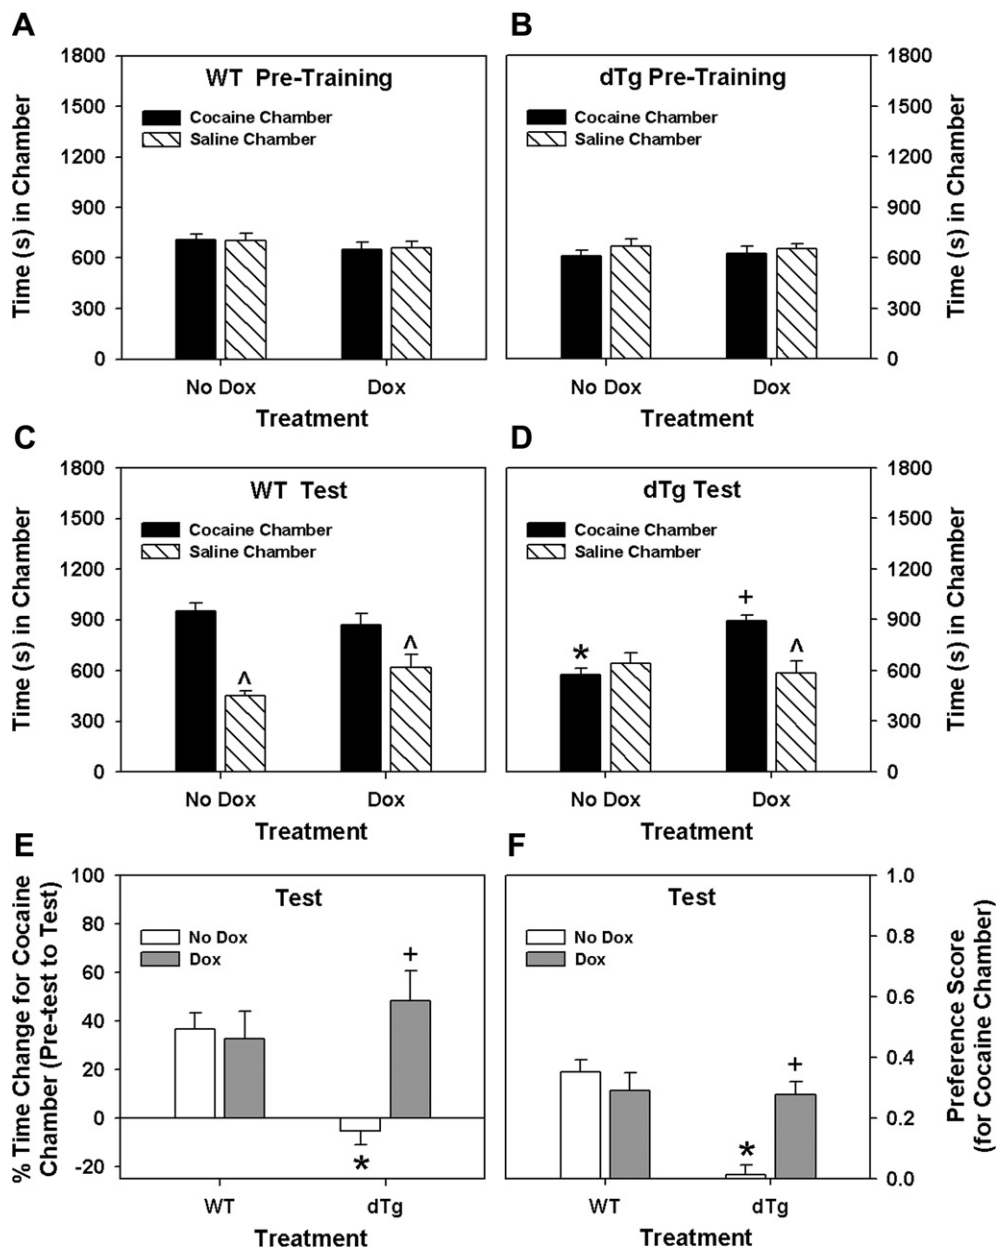 A
B
WT Pre-Training
dTg Pre-Training
Cocaine Chamber
Saline Chamber
Cocaine Chamber
Saline Chamber
Time (s) in Chamber
1800
1500
1200
900
600
300
0
1800
1500
1200
900
600
300
0
Time (s) in Chamber
No Dox
Dox
No Dox
Dox
Treatment
Treatment
C
D
WT Test
dTg Test
Cocaine Chamber
Saline Chamber
Cocaine Chamber
Saline Chamber
Time (s) in Chamber
1800
1500
1200
900
600
300
0
^
^
*
+
^
1800
1500
1200
900
600
300
0
Time (s) in Chamber
No Dox
Dox
No Dox
Dox
Treatment
Treatment
E
F
Test
Test
No Dox
Dox
No Dox
Dox
% Time Change for Cocaine
Chamber (Pre-test to Test)
100
80
60
40
20
0
-20
+
*
+
*
1.0
0.8
0.6
0.4
0.2
0.0
Preference Score
(for Cocaine Chamber)
WT
dTg
WT
dTg
Treatment
Treatment